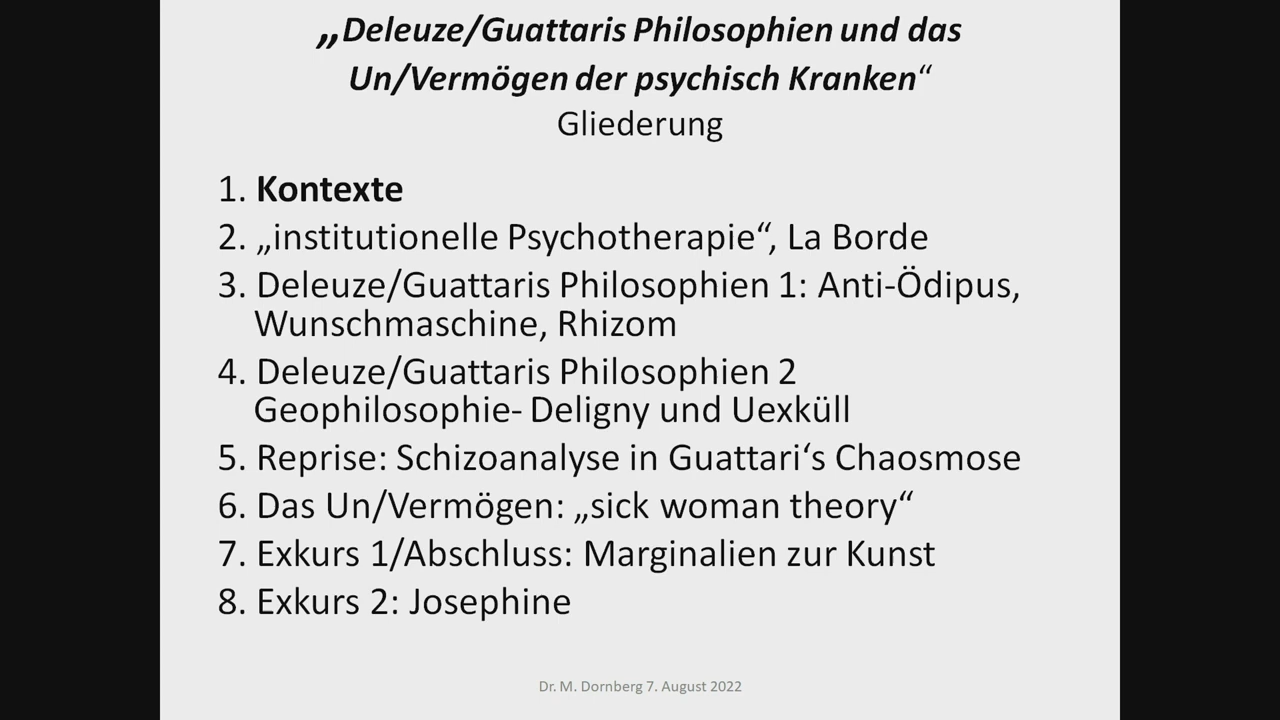 „Deleuze/Guattaris Philosophien und das
Un/Vermögen der psychisch Kranken“
Gliederung
1. Kontexte
2. „institutionelle Psychotherapie“, La Borde
3. Deleuze/Guattaris Philosophien 1: Anti-Ödipus,
Wunschmaschine, Rhizom
4. Deleuze/Guattaris Philosophien 2
Geophilosophie- Deligny und Uexküll
5. Reprise: Schizoanalyse in Guattari‘s Chaosmose
6. Das Un/Vermögen: „sick woman theory“
7. Exkurs 1/Abschluss: Marginalien zur Kunst
8. Exkurs 2: Josephine
Dr. M. Dornberg 7. August 2022